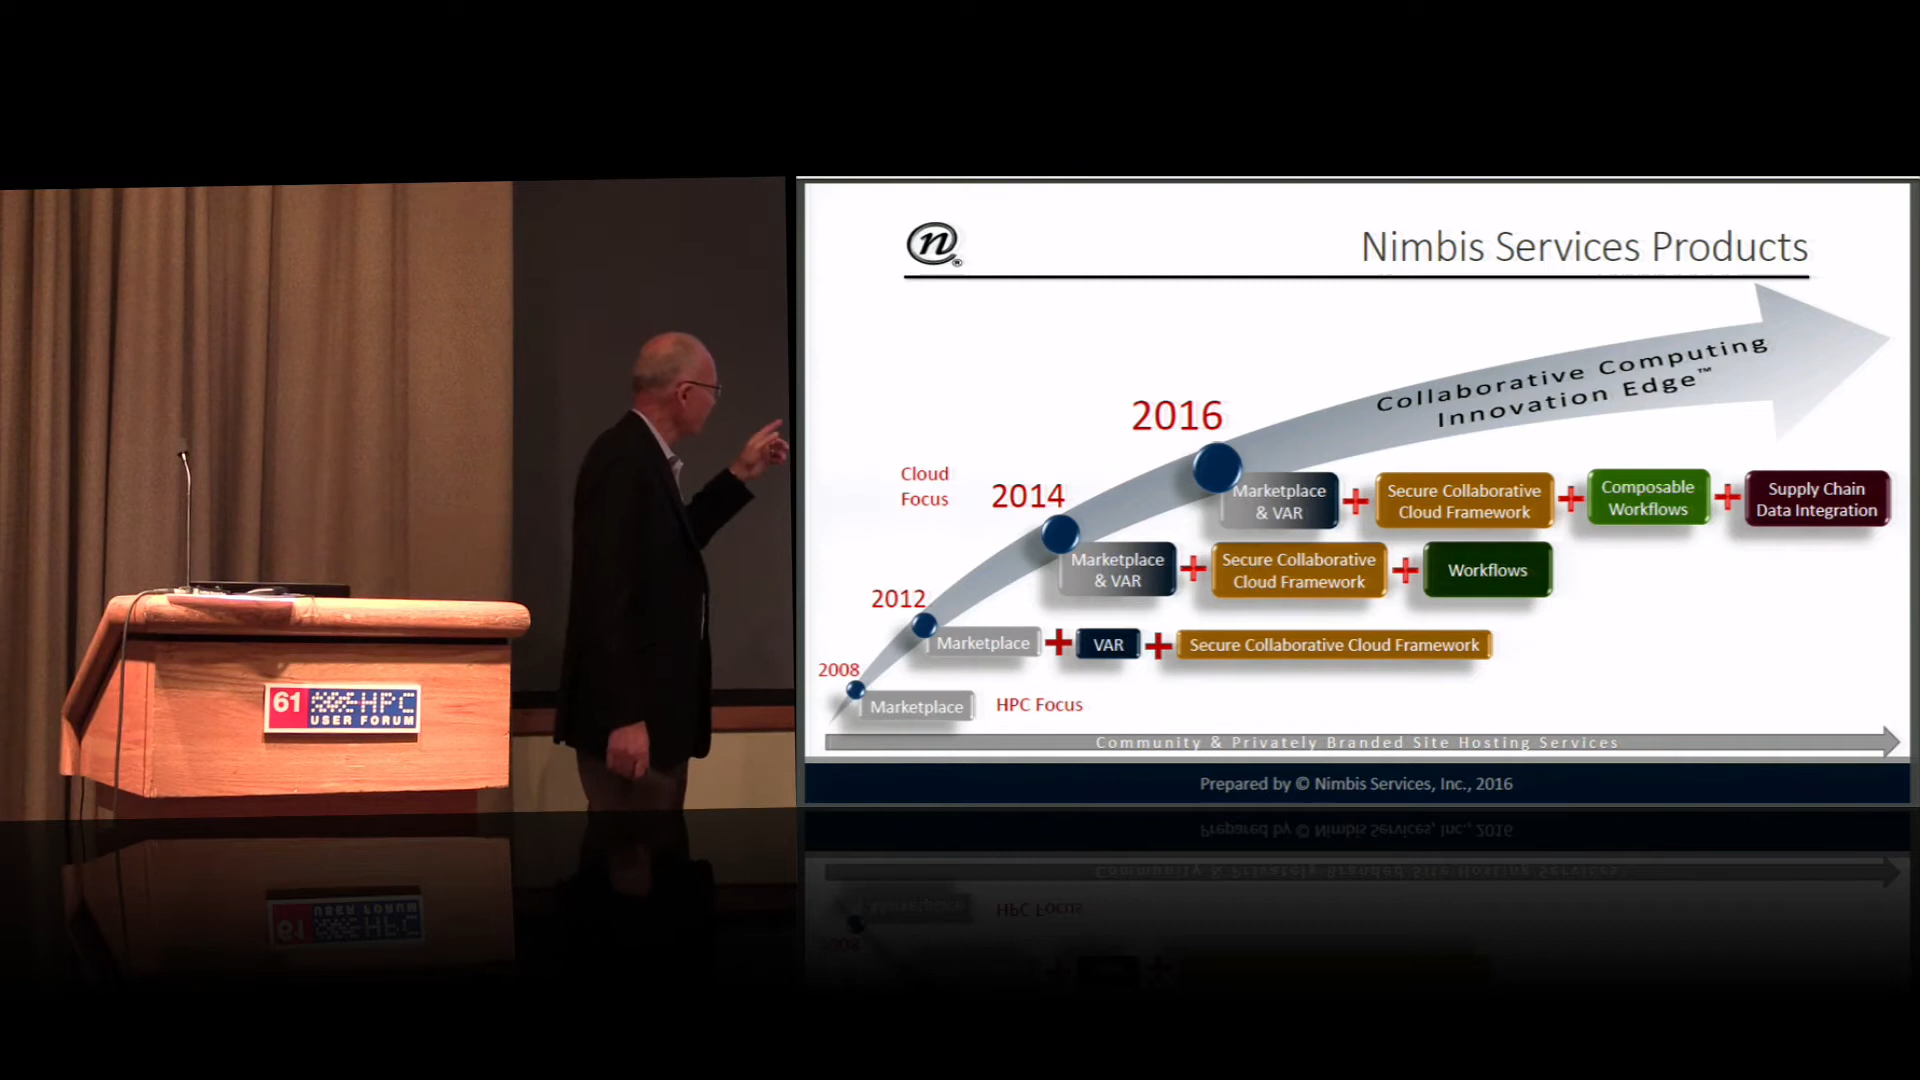 n
®
Nimbis Services Products
Collaborative Computing
Innovation Edge™
2016
Cloud
Focus
2014
Marketplace
& VAR
+
Secure Collaborative
Cloud Framework
+
Composable
Workflows
+
Supply Chain
Data Integration
Marketplace
& VAR
+
Secure Collaborative
Cloud Framework
+
Workflows
2012
Marketplace
+
VAR
+
Secure Collaborative Cloud Framework
2008
Marketplace
HPC Focus
Community & Privately Branded Site Hosting Services
Prepared by © Nimbis Services, Inc., 2016
61
HPC
USER FORUM